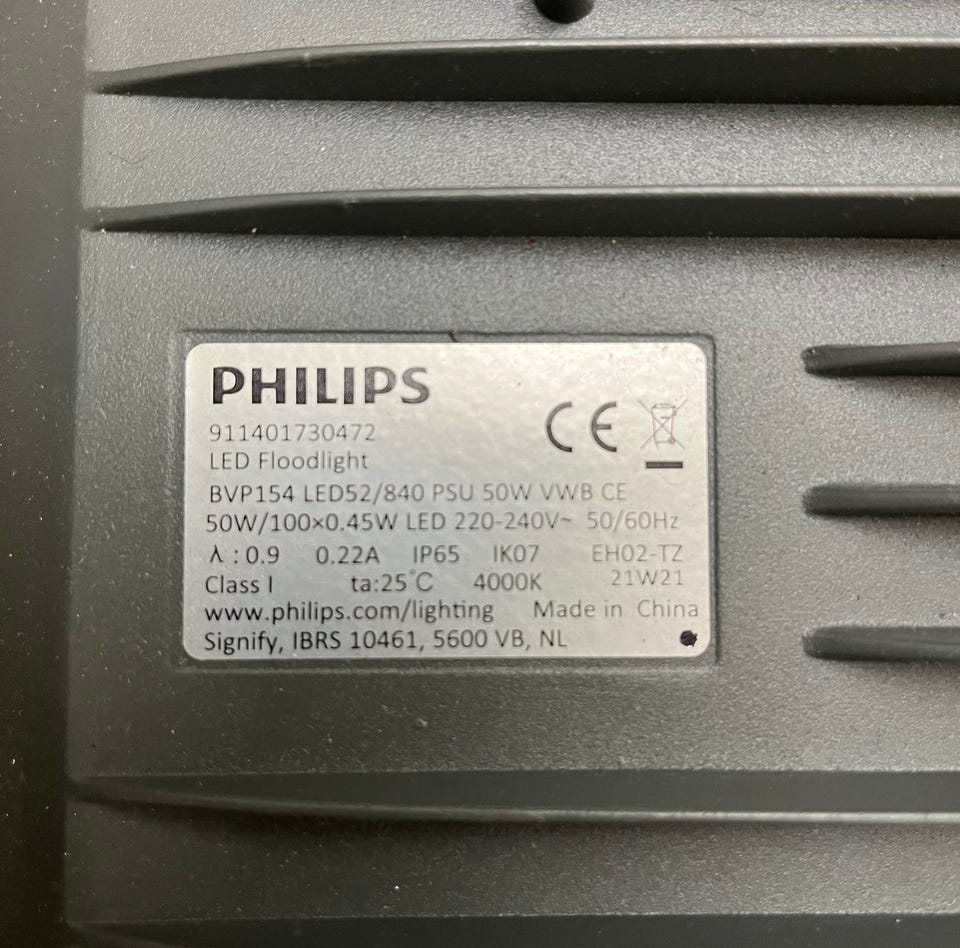 PHILIPS
911401730472
CE
LED Floodlight
BVP154 LED52/840 PSU 50W VWB CE
50W/100×0.45W LED 220-240V~ 50/60Hz
λ : 0.9 0.22A IP65 IK07 EH02-TZ
Class I ta:25°C 4000K 21W21
www.philips.com/lighting Made in China
Signify, IBRS 10461, 5600 VB, NL